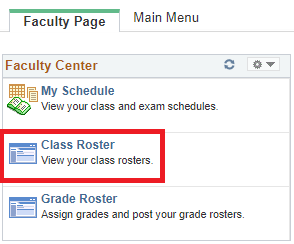 Faculty Page Main Menu
Faculty Center
My Schedule
View your class and exam schedules.
Class Roster
View your class rosters.
Grade Roster
Assign grades and post your grade rosters.